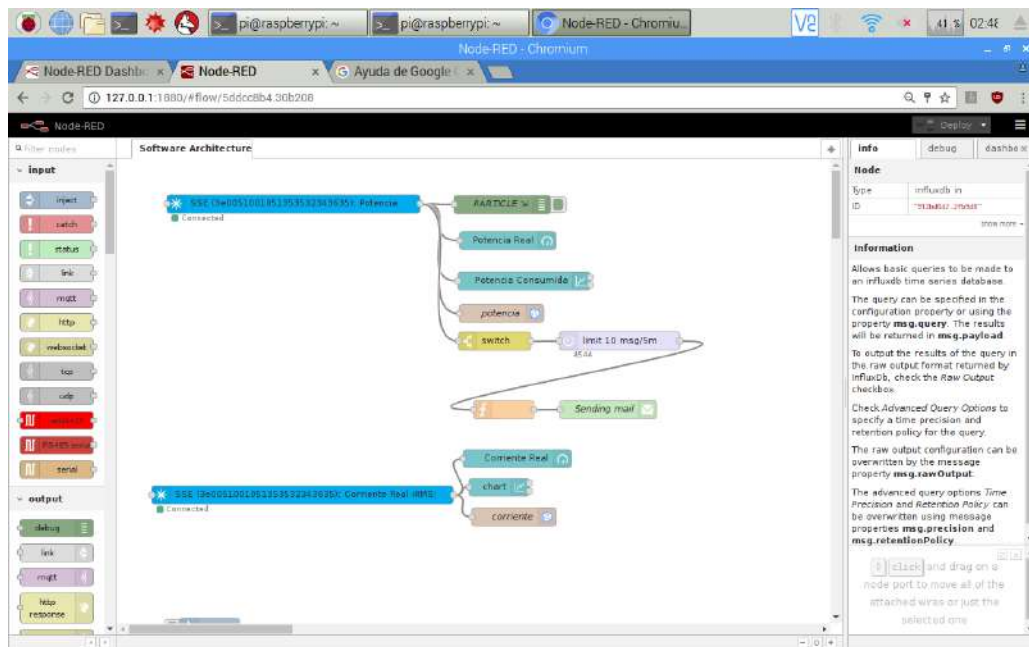 pi@raspberrypi: ~
pi@raspberrypi: ~
Node-RED - Chromiu...
41 %
02:48
Node-RED - Chromium
Node-RED Dashb
Node-RED
Ayuda de Google
127.0.0.1:1880/#flow/5ddcc8b4.30b208
Node-RED
Deploy
filter nodes
Software Architecture
info
debug
dashbo
input
inject
catch
status
link
mqtt
http
websocket
tcp
udp
serial
output
debug
link
mqtt
http
response
Potencia
Connected
PARTICLE
Potencia Real
Potencia Consumida
potencia
switch
limit 10 msg/5m
f
Sending mail
Corriente Real
chart
corriente
Corriente Real
Connected
Node
Type
influxdb in
ID
show more
Information
Allows basic queries to be made to
an influxdb time series database.
The query can be specified in the
configuration property or using the
property msg.query. The results
will be returned in msg.payload
To output the results of the query in
the raw output format returned by
InfluxDb, check the Raw Output
checkbox.
Check Advanced Query Options to
specify a time precision and
retention policy for the query.
The raw output configuration can be
overwritten by the message
property msg.rawOutput.
The advanced query options Time
Precision and Retention Policy can
be overwritten using message
properties msg.precision and
msg.retentionPolicy
click and drag on a
node port to move all of the
attached wires or just the
selected one